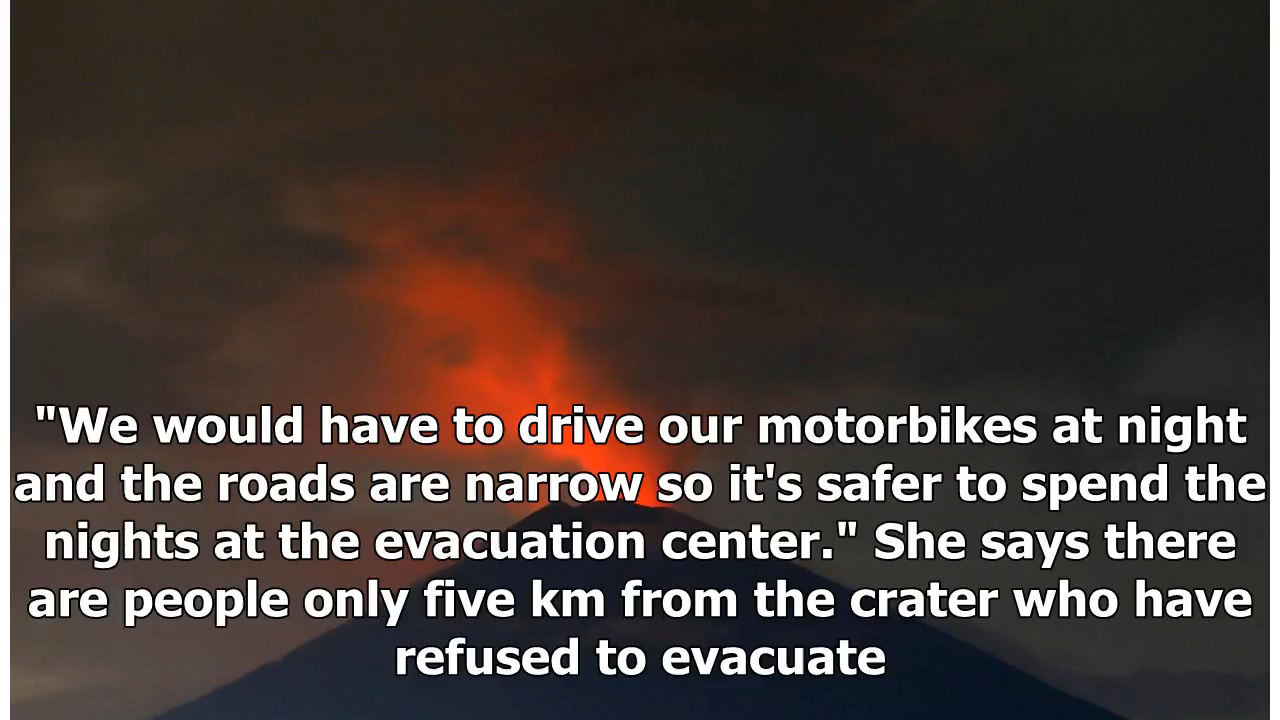 "We would have to drive our motorbikes at night
and the roads are narrow so it's safer to spend the
nights at the evacuation center." She says there
are people only five km from the crater who have
refused to evacuate